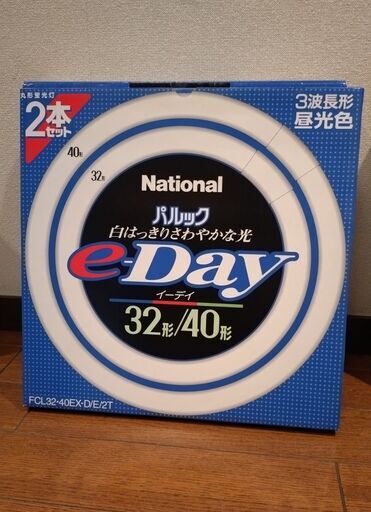 丸形蛍光灯
2本
セット
3波長形
昼光色
40形
32形
National
パルック
白はっきりさわやかな光
e-Day
イーデイ
32形/40形
FCL32・40EX-D/E/2T